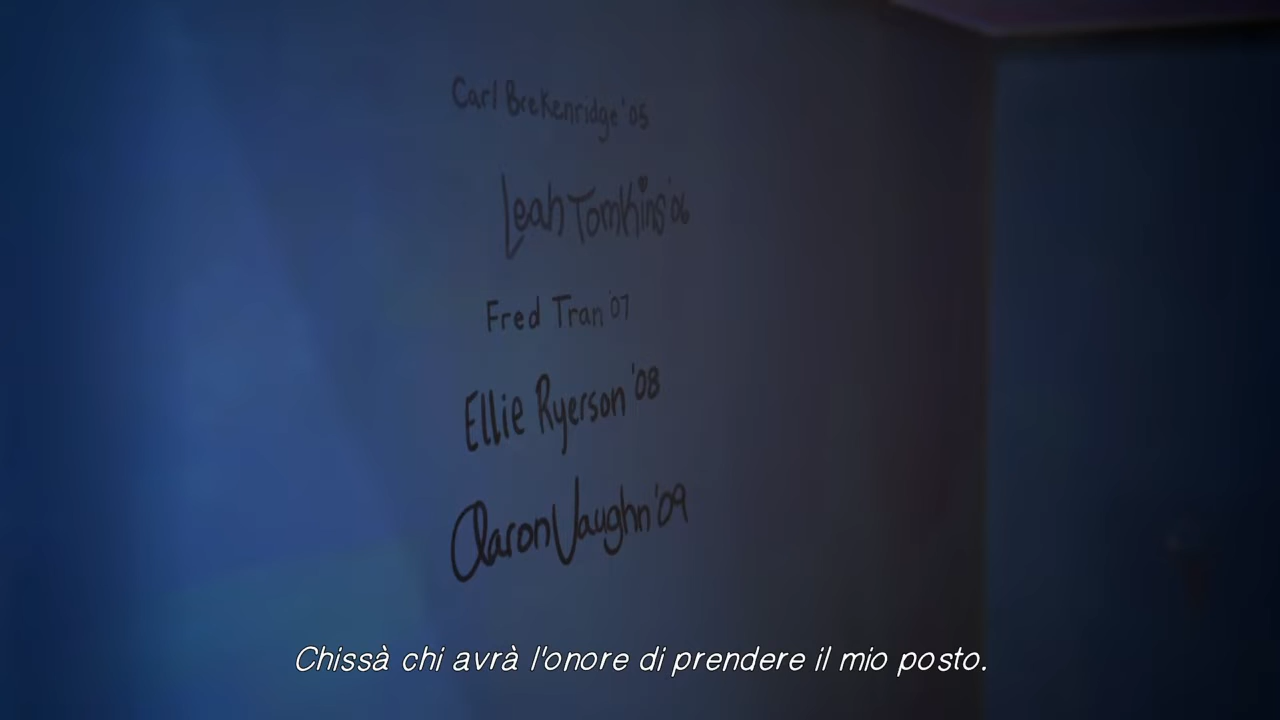 Carl Brekenridge '05
Leah Tomkins '06
Fred Tran '07
Ellie Ryerson '08
Aaron Vaughn '09
Chissà chi avrà l'onore di prendere il mio posto.